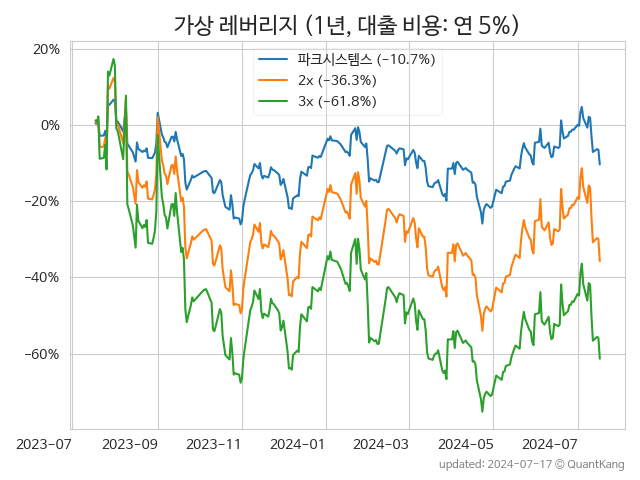 가상 레버리지 (1년, 대출 비용: 연 5%)
파크시스템스 (−10.7%)
2x (−36.3%)
3x (−61.8%)
20%
0%
−20%
−40%
−60%
2023-07 2023-09 2023-11 2024-01 2024-03 2024-05 2024-07
updated: 2024-07-17 © QuantKang